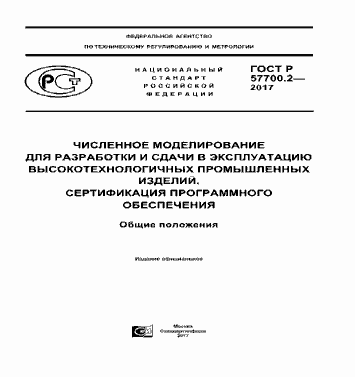 ФЕДЕРАЛЬНОЕ АГЕНТСТВО
ПО ТЕХНИЧЕСКОМУ РЕГУЛИРОВАНИЮ И МЕТРОЛОГИИ
НАЦИОНАЛЬНЫЙ
СТАНДАРТ
РОССИЙСКОЙ
ФЕДЕРАЦИИ
ГОСТ Р
57700.2—
2017
ЧИСЛЕННОЕ МОДЕЛИРОВАНИЕ
ДЛЯ РАЗРАБОТКИ И СДАЧИ В ЭКСПЛУАТАЦИЮ
ВЫСОКОТЕХНОЛОГИЧНЫХ ПРОМЫШЛЕННЫХ
ИЗДЕЛИЙ.
СЕРТИФИКАЦИЯ ПРОГРАММНОГО
ОБЕСПЕЧЕНИЯ
Общие положения
Издание официальное
Москва
Стандартинформ
2017